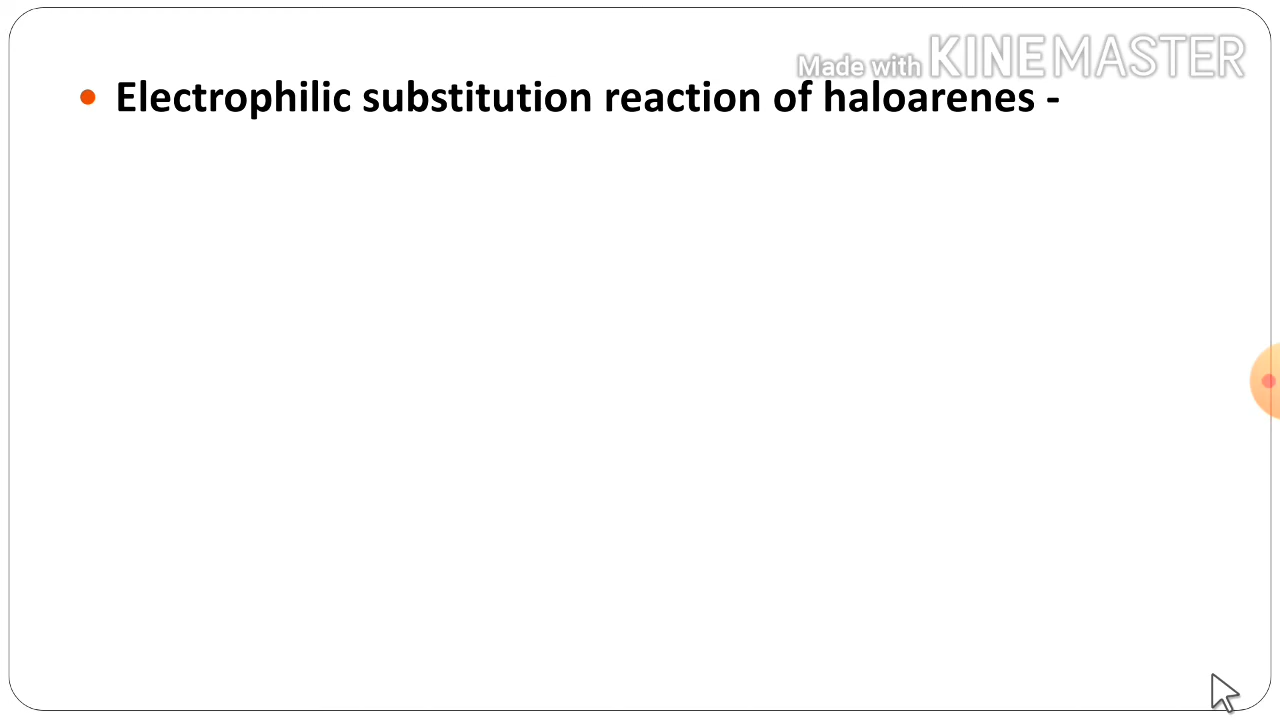 Made with KINEMASTER
• Electrophilic substitution reaction of haloarenes -